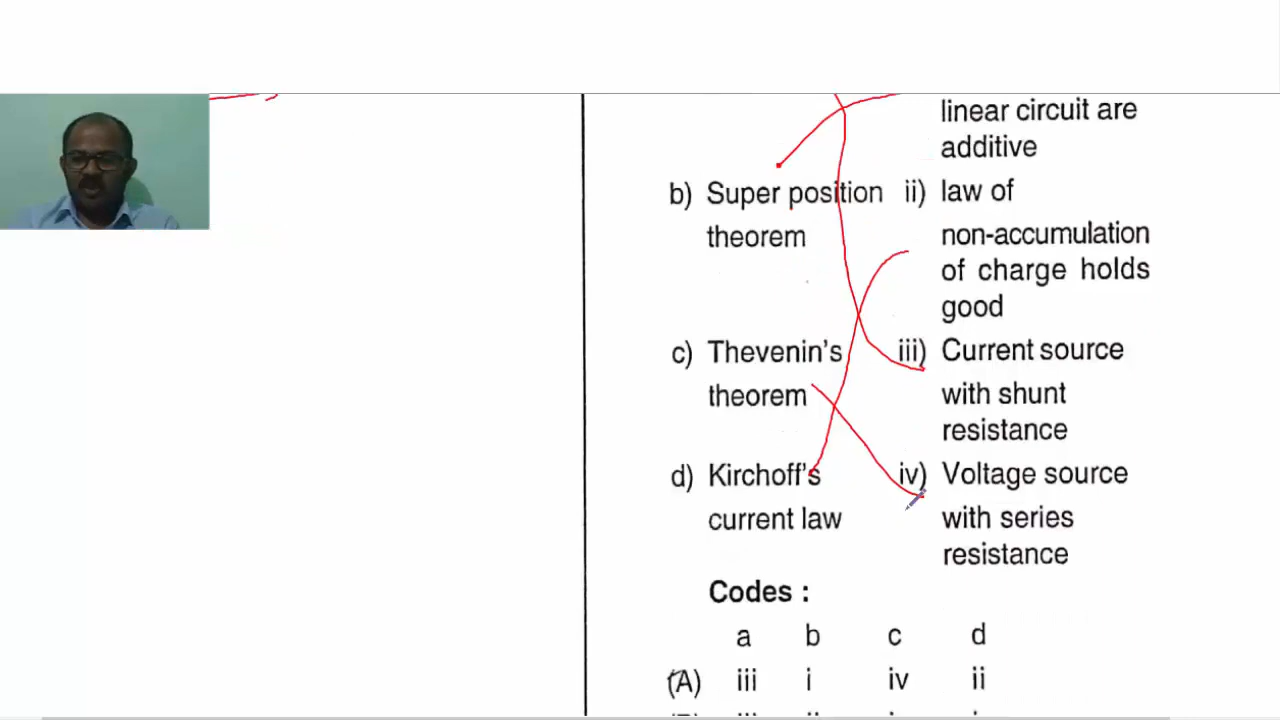 linear circuit are
additive
b) Super position ii) law of
theorem non-accumulation
of charge holds
good
c) Thevenin's iii) Current source
theorem with shunt
resistance
d) Kirchoff's iv) Voltage source
current law with series
resistance
Codes :
a b c d
(A) iii i iv ii